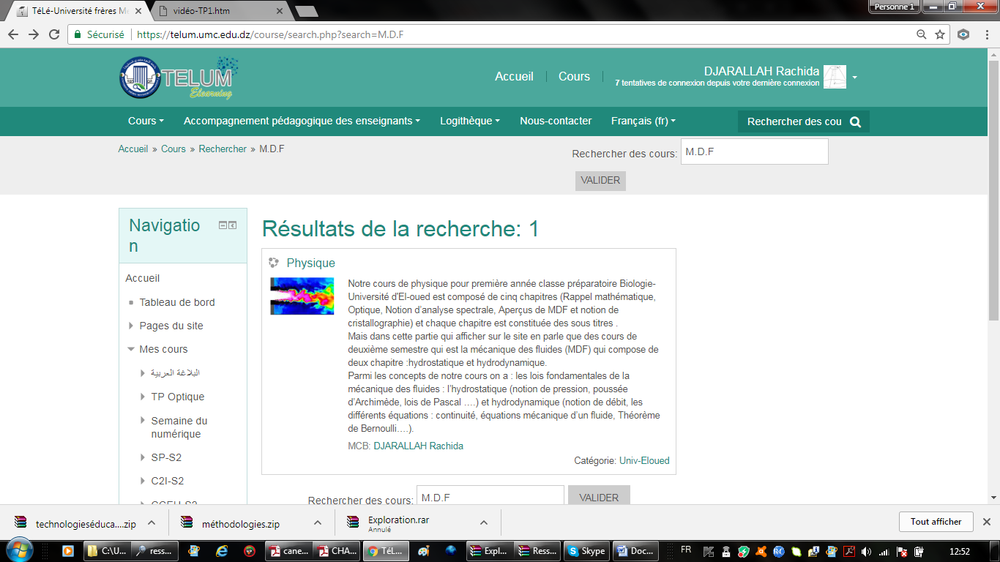 TéLé-Université frères Me
vidéo-TP1.htm
Personne 1
Sécurisé
https://telum.umc.edu.dz/course/search.php?search=M.D.F
TELUM
Elearning
Accueil
Cours
DJARALLAH Rachida
7 tentatives de connexion depuis votre dernière connexion
Cours
Accompagnement pédagogique des enseignants
Logithèque
Nous-contacter
Français (fr)
Rechercher des cou
Accueil » Cours » Rechercher » M.D.F
Rechercher des cours: M.D.F
VALIDER
Navigatio
n
Accueil
Tableau de bord
Pages du site
Mes cours
البلاغة العربية
TP Optique
Semaine du
numérique
SP-S2
C2I-S2
CCEU-S2
Résultats de la recherche: 1
Physique
Notre cours de physique pour première année classe préparatoire Biologie-
Université d'El-oued est composé de cinq chapitres (Rappel mathématique,
Optique, Notion d'analyse spectrale, Aperçus de MDF et notion de
cristallographie) et chaque chapitre est constituée des sous titres .
Mais dans cette partie qui afficher sur le site en parle que des cours de
deuxième semestre qui est la mécanique des fluides (MDF) qui compose de
deux chapitre :hydrostatique et hydrodynamique.
Parmi les concepts de notre cours on a : les lois fondamentales de la
mécanique des fluides : l'hydrostatique (notion de pression, poussée
d'Archimède, lois de Pascal ….) et hydrodynamique (notion de débit, les
différents équations : continuité, équations mécanique d'un fluide, Théorème
de Bernoulli….).
MCB: DJARALLAH Rachida
Catégorie: Univ-Eloued
Rechercher des cours: M.D.F
VALIDER
technologieséduca....zip
méthodologies.zip
Exploration.rar
Annulé
Tout afficher
C:\U...
ress...
cane...
CHA...
TéL...
Expl...
Ress...
Skype
Doc...
FR
12:52